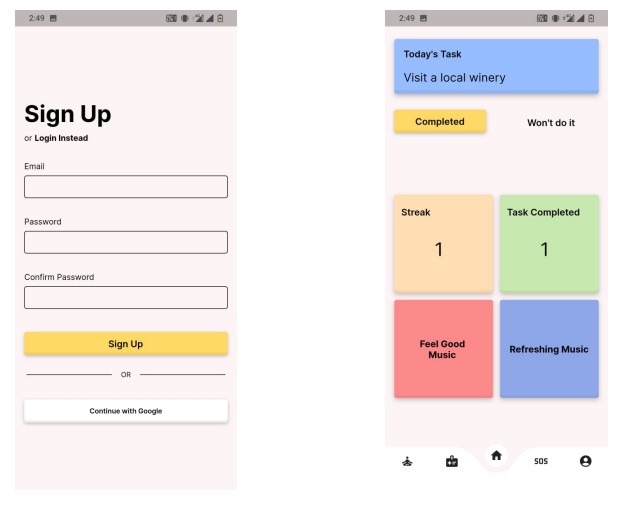 2:49
Sign Up
or Login Instead
Email
Password
Confirm Password
Sign Up
OR
Continue with Google
2:49
Today's Task
Visit a local winery
Completed
Won't do it
Streak
1
Task Completed
1
Feel Good
Music
Refreshing Music
SOS